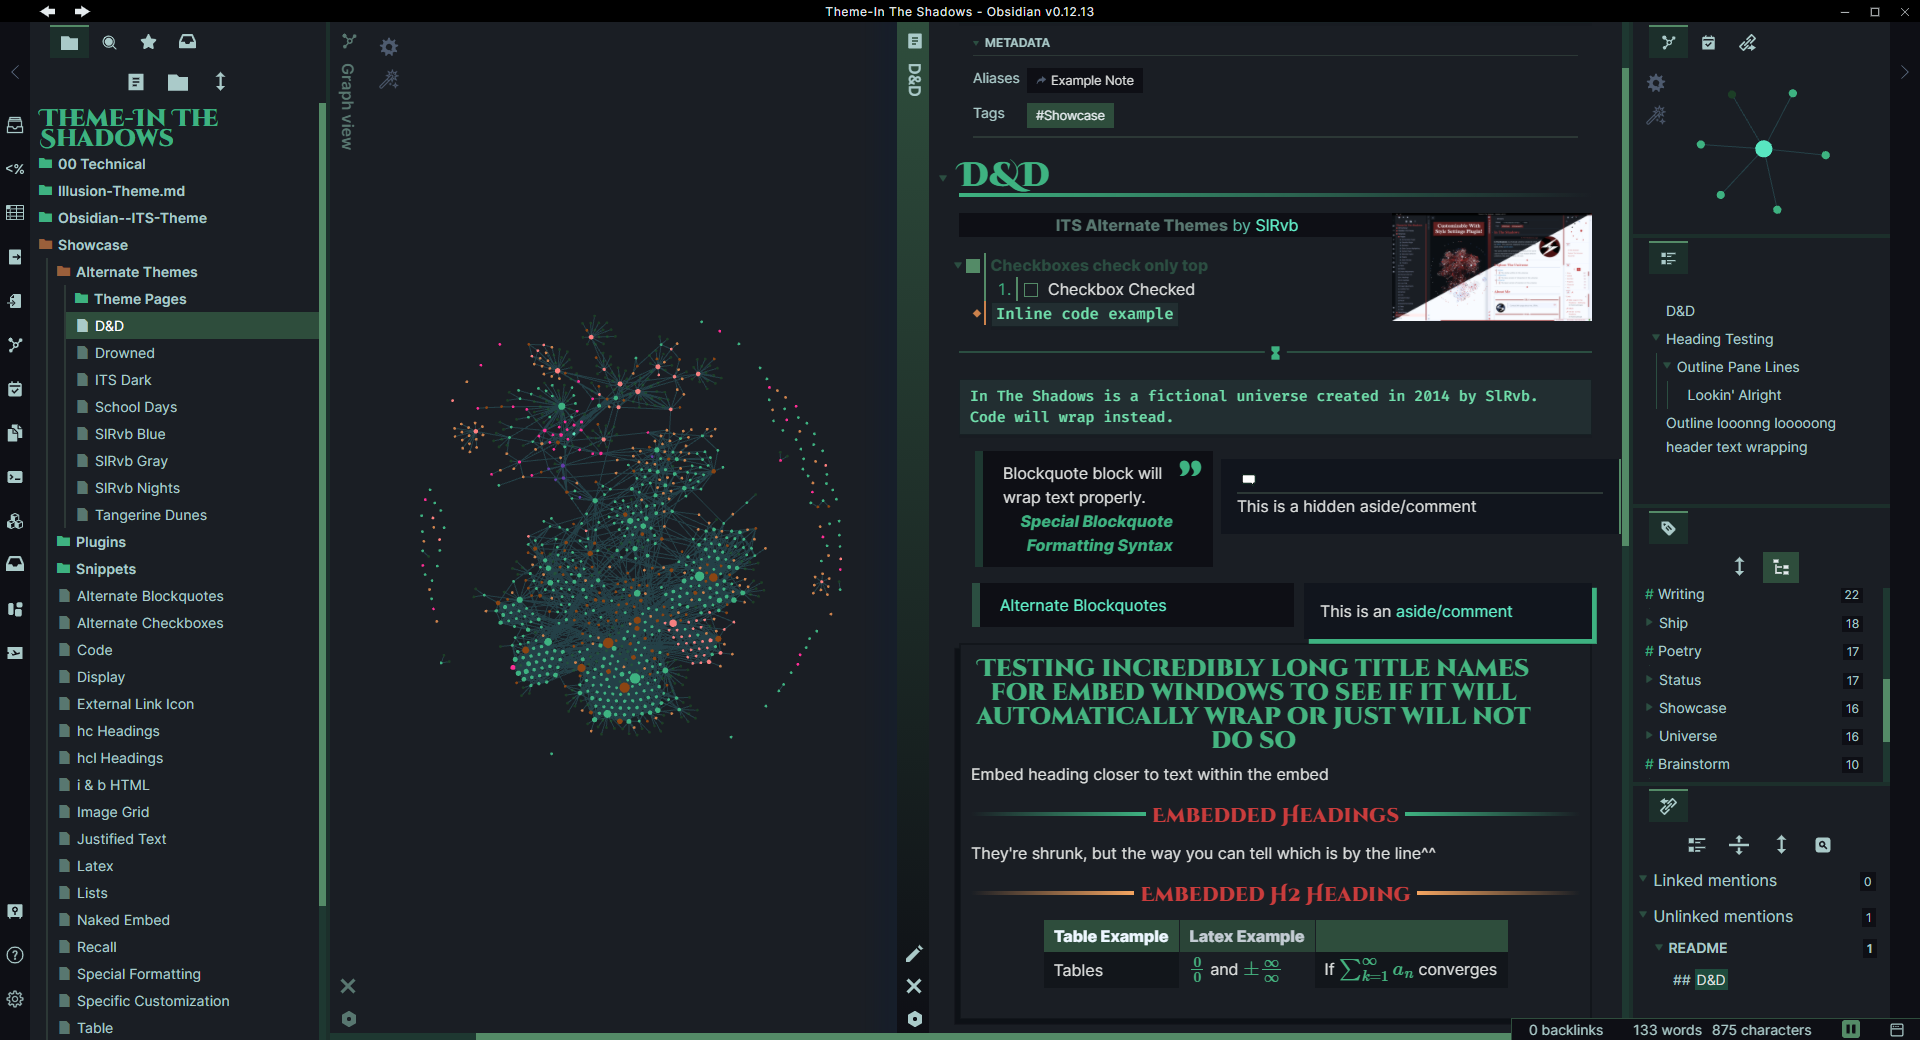 Theme-In The Shadows - Obsidian v0.12.13
Theme-In The
Shadows
00 Technical
Illusion-Theme.md
Obsidian--ITS-Theme
Showcase
Alternate Themes
Theme Pages
D&D
Drowned
ITS Dark
School Days
SlRvb Blue
SlRvb Gray
SlRvb Nights
Tangerine Dunes
Plugins
Snippets
Alternate Blockquotes
Alternate Checkboxes
Code
Display
External Link Icon
hc Headings
hcl Headings
i & b HTML
Image Grid
Justified Text
Latex
Lists
Naked Embed
Recall
Special Formatting
Specific Customization
Table
<%
Graph view
D&D
METADATA
Aliases Example Note
Tags #Showcase
D&D
ITS Alternate Themes by SlRvb
Customizable With
Style Settings Plugin!
Checkboxes check only top
1. Checkbox Checked
Inline code example
In The Shadows is a fictional universe created in 2014 by SlRvb.
Code will wrap instead.
Blockquote block will
wrap text properly.
Special Blockquote
Formatting Syntax
This is a hidden aside/comment
Alternate Blockquotes
This is an aside/comment
Testing incredibly long title names
for embed windows to see if it will
automatically wrap or just will not
do so
Embed heading closer to text within the embed
Embedded Headings
They're shrunk, but the way you can tell which is by the line^^
Embedded H2 Heading
Table Example Latex Example
Tables 0/0 and ±∞/∞ If ∑_{k=1}^{∞} a_n converges
D&D
Heading Testing
Outline Pane Lines
Lookin' Alright
Outline looonng looooong
header text wrapping
# Writing 22
Ship 18
# Poetry 17
Status 17
Showcase 16
Universe 16
# Brainstorm 10
Linked mentions 0
Unlinked mentions 1
README 1
## D&D
0 backlinks 133 words 875 characters